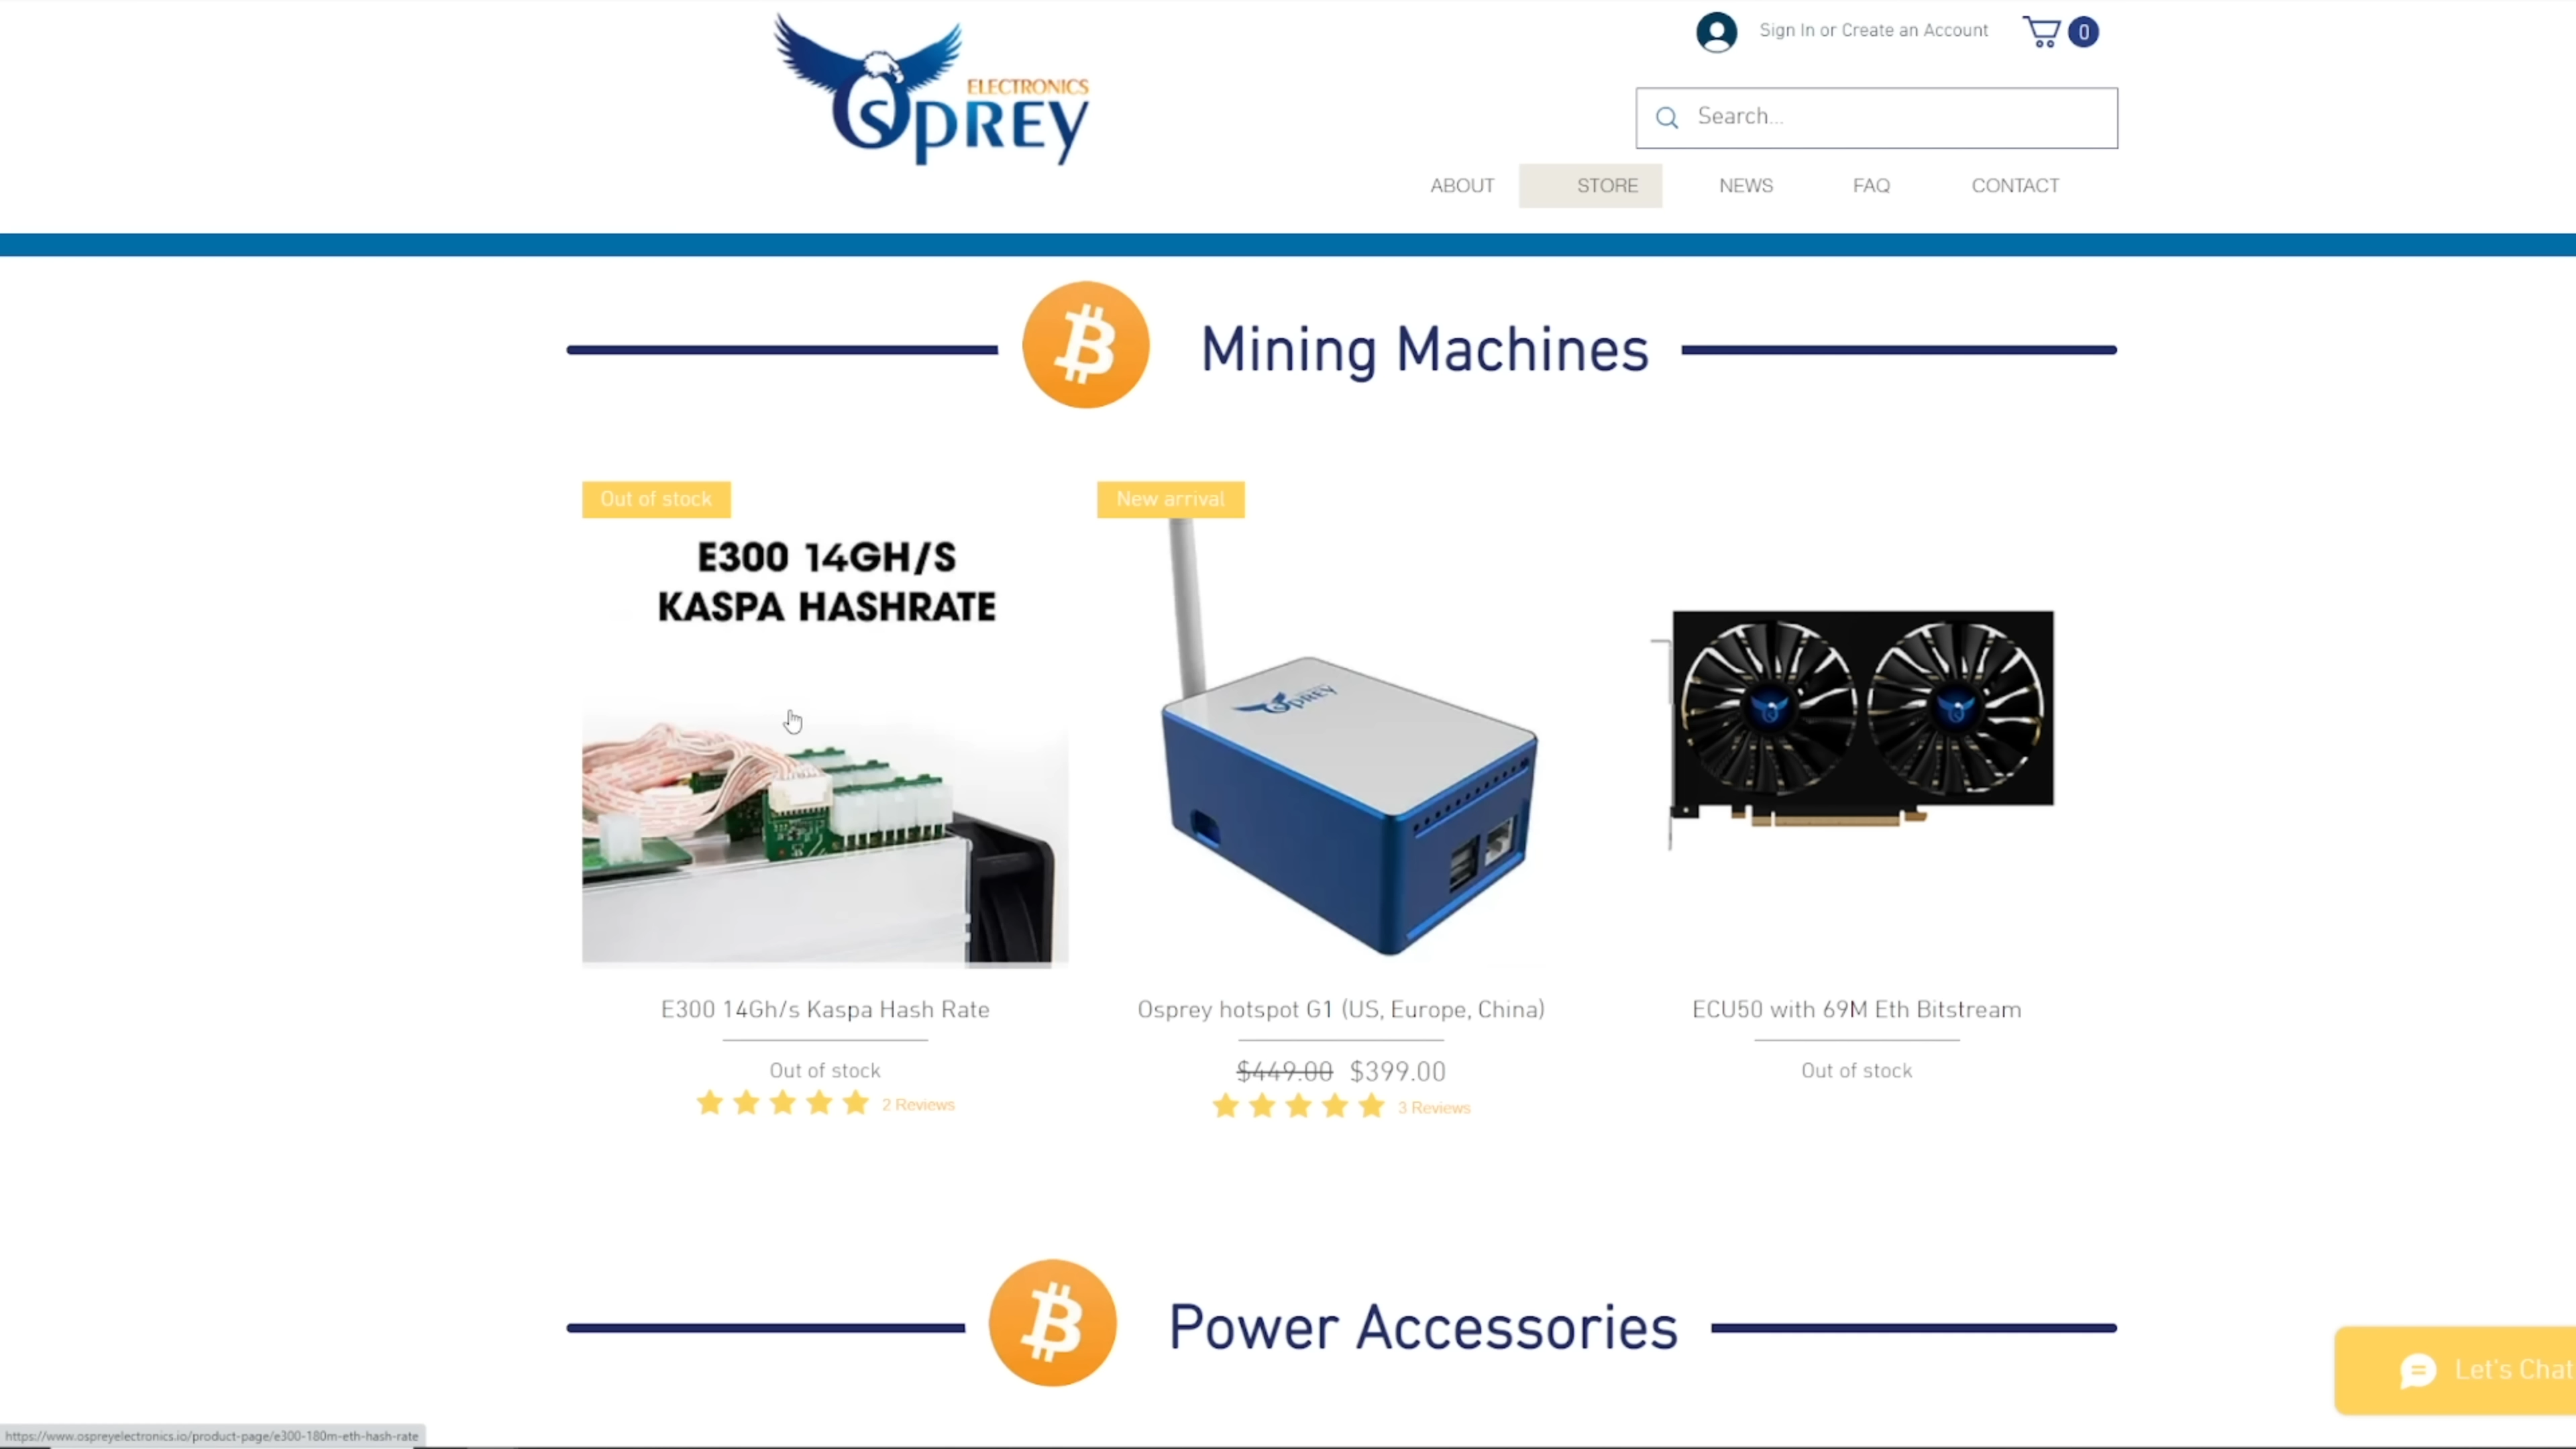 ELECTRONICS
OSPREY
Sign In or Create an Account
0
Search...
ABOUT
STORE
NEWS
FAQ
CONTACT
Mining Machines
Out of stock
E300 14GH/S
KASPA HASHRATE
E300 14Gh/s Kaspa Hash Rate
Out of stock
2 Reviews
New arrival
OSPREY
Osprey hotspot G1 (US, Europe, China)
$449.00 $399.00
3 Reviews
ECU50 with 69M Eth Bitstream
Out of stock
Power Accessories
Let's Chat
https://www.ospreyelectronics.io/product-page/e300-180m-eth-hash-rate